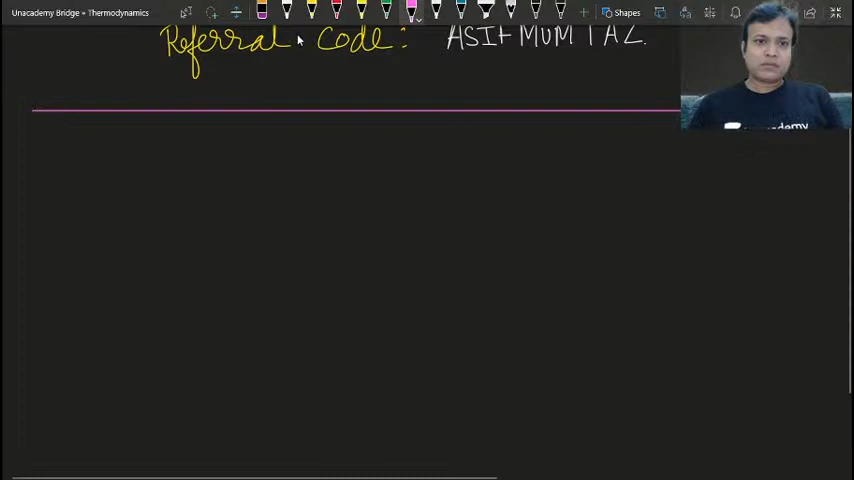 Unacademy Bridge » Thermodynamics
Shapes
Referral Code: ASIFMUMTAZ.